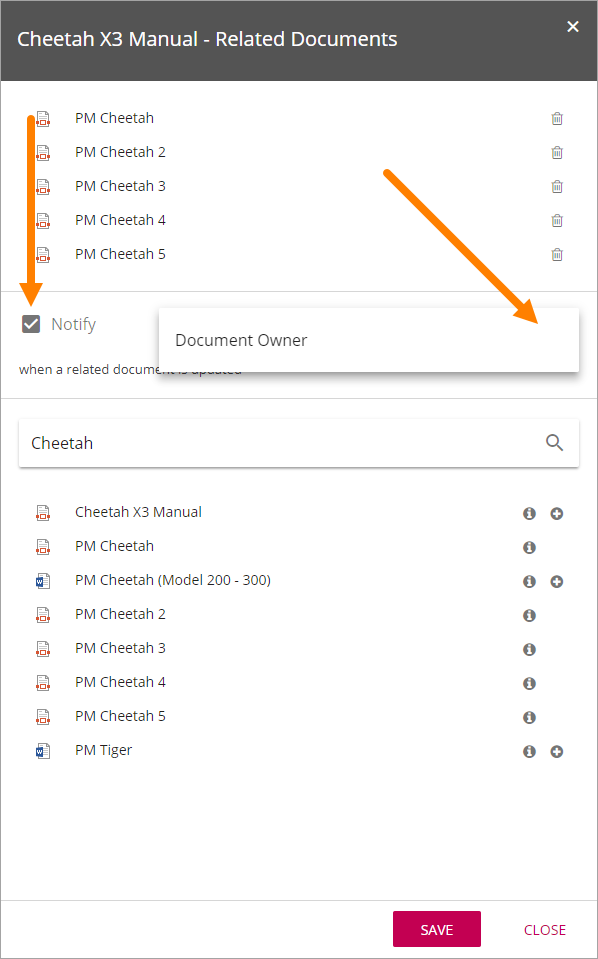 Cheetah X3 Manual - Related Documents
PM Cheetah
PM Cheetah 2
PM Cheetah 3
PM Cheetah 4
PM Cheetah 5
Notify
Document Owner
when a related document is updated
Cheetah
Cheetah X3 Manual
PM Cheetah
PM Cheetah (Model 200 - 300)
PM Cheetah 2
PM Cheetah 3
PM Cheetah 4
PM Cheetah 5
PM Tiger
SAVE
CLOSE